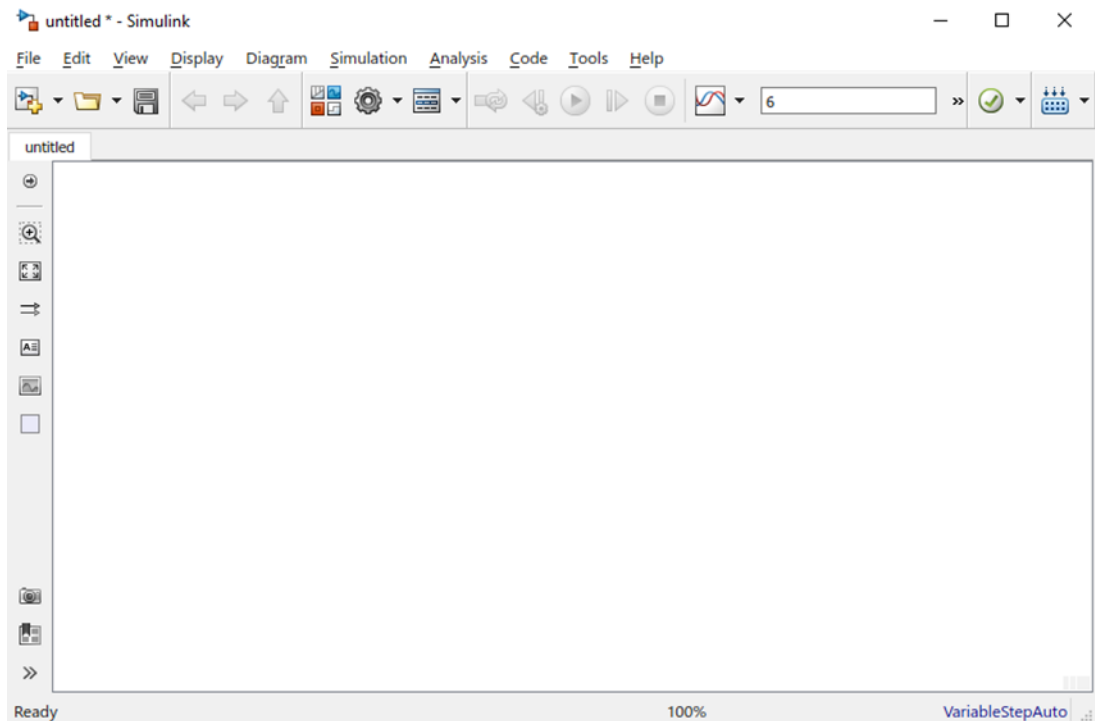 untitled * - Simulink
File Edit View Display Diagram Simulation Analysis Code Tools Help
6
untitled
Ready 100% VariableStepAuto